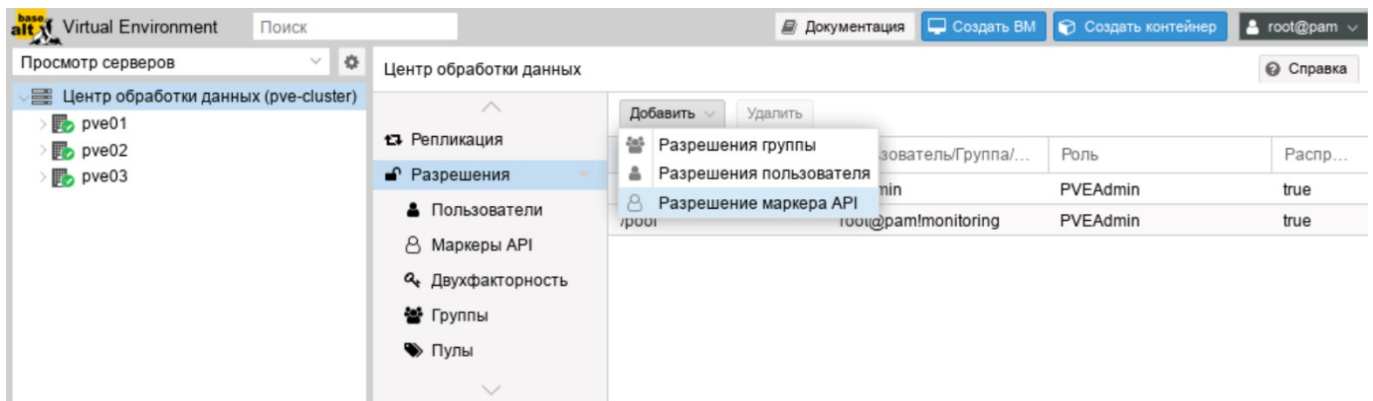 base alt Virtual Environment Поиск Документация Создать ВМ Создать контейнер root@pam
Просмотр серверов
Центр обработки данных Справка
Центр обработки данных (pve-cluster)
pve01
pve02
pve03
Репликация
Разрешения
Пользователи
Маркеры API
Двухфакторность
Группы
Пулы
Добавить Удалить
Разрешения группы
Разрешения пользователя
Разрешение маркера API
зователь/Группа/... Роль Распр...
min PVEAdmin true
/pool root@pam!monitoring PVEAdmin true